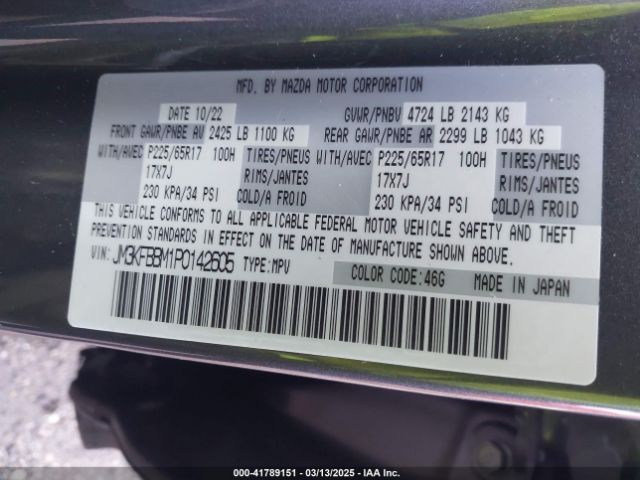 MFD. BY MAZDA MOTOR CORPORATION
DATE 10/22 GVWR/PNBV 4724 LB 2143 KG
FRONT GAWR/PNBE AV 2425 LB 1100 KG REAR GAWR/PNBE AR 2299 LB 1043 KG
WITH/AVEC P225/65R17 100H TIRES/PNEUS WITH/AVEC P225/65R17 100H TIRES/PNEUS
17X7J RIMS/JANTES 17X7J RIMS/JANTES
230 KPA/34 PSI COLD/A FROID 230 KPA/34 PSI COLD/A FROID
THIS VEHICLE CONFORMS TO ALL APPLICABLE FEDERAL MOTOR VEHICLE SAFETY AND THEFT
PREVENTION STANDARDS IN EFFECT ON THE DATE OF MANUFACTURE SHOWN ABOVE.
VIN: JM3KFBBM1P0142605 TYPE: MPV
COLOR CODE: 46G MADE IN JAPAN
000-41789151 | 03/13/2025 | IAA Inc.